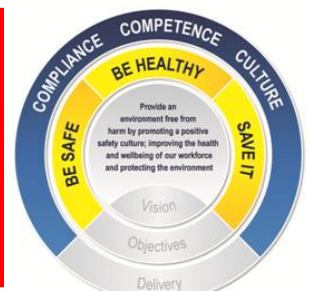 COMPLIANCE COMPETENCE CULTURE
BE SAFE BE HEALTHY SAVE IT
Provide an
environment free from
harm by promoting a positive
safety culture; improving the health
and wellbeing of our workforce
and protecting the environment
Vision
Objectives
Delivery